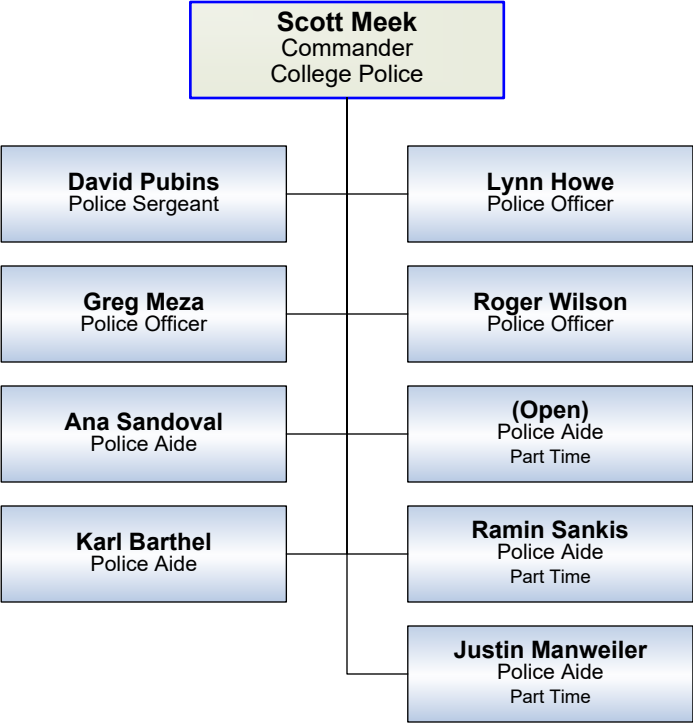 Scott Meek
Commander
College Police
David Pubins
Police Sergeant
Lynn Howe
Police Officer
Greg Meza
Police Officer
Roger Wilson
Police Officer
Ana Sandoval
Police Aide
(Open)
Police Aide
Part Time
Karl Barthel
Police Aide
Ramin Sankis
Police Aide
Part Time
Justin Manweiler
Police Aide
Part Time